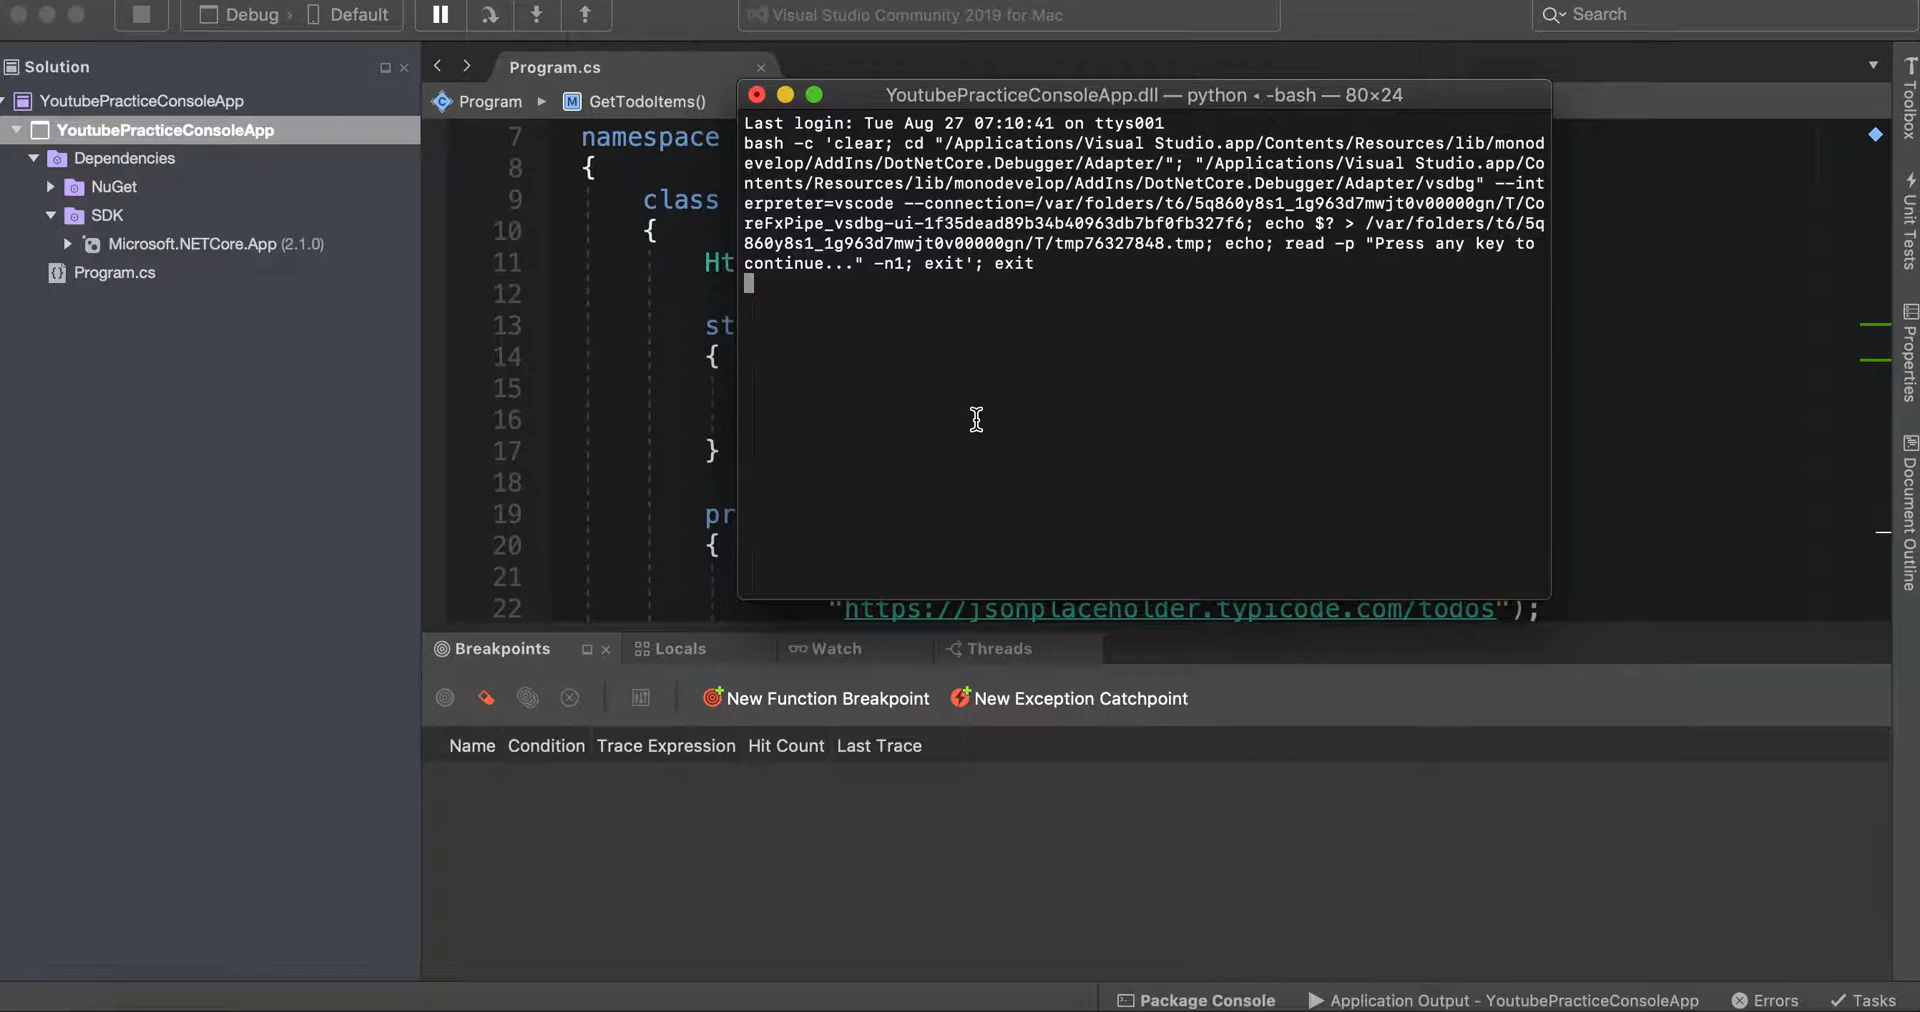 Debug › Default
Visual Studio Community 2019 for Mac
Search
Solution
YoutubePracticeConsoleApp
YoutubePracticeConsoleApp
Dependencies
NuGet
SDK
Microsoft.NETCore.App (2.1.0)
Program.cs
Program.cs
Program
GetTodoItems()
7 namespace
8 {
9 class
10 {
11 Ht
12
13 st
14 {
15
16
17 }
18
19 pr
20 {
21
22 "https://jsonplaceholder.typicode.com/todos");
YoutubePracticeConsoleApp.dll — python ◂ -bash — 80×24
Last login: Tue Aug 27 07:10:41 on ttys001
bash -c 'clear; cd "/Applications/Visual Studio.app/Contents/Resources/lib/monod
evelop/AddIns/DotNetCore.Debugger/Adapter/"; "/Applications/Visual Studio.app/Co
ntents/Resources/lib/monodevelop/AddIns/DotNetCore.Debugger/Adapter/vsdbg" --int
erpreter=vscode --connection=/var/folders/t6/5q860y8s1_1g963d7mwjt0v00000gn/T/Co
reFxPipe_vsdbg-ui-1f35dead89b34b40963db7bf0fb327f6; echo $? > /var/folders/t6/5q
860y8s1_1g963d7mwjt0v00000gn/T/tmp76327848.tmp; echo; read -p "Press any key to
continue..." -n1; exit'; exit
Toolbox
Unit Tests
Properties
Document Outline
Breakpoints
Locals
Watch
Threads
New Function Breakpoint
New Exception Catchpoint
Name Condition Trace Expression Hit Count Last Trace
Package Console
Application Output - YoutubePracticeConsoleApp
Errors
Tasks